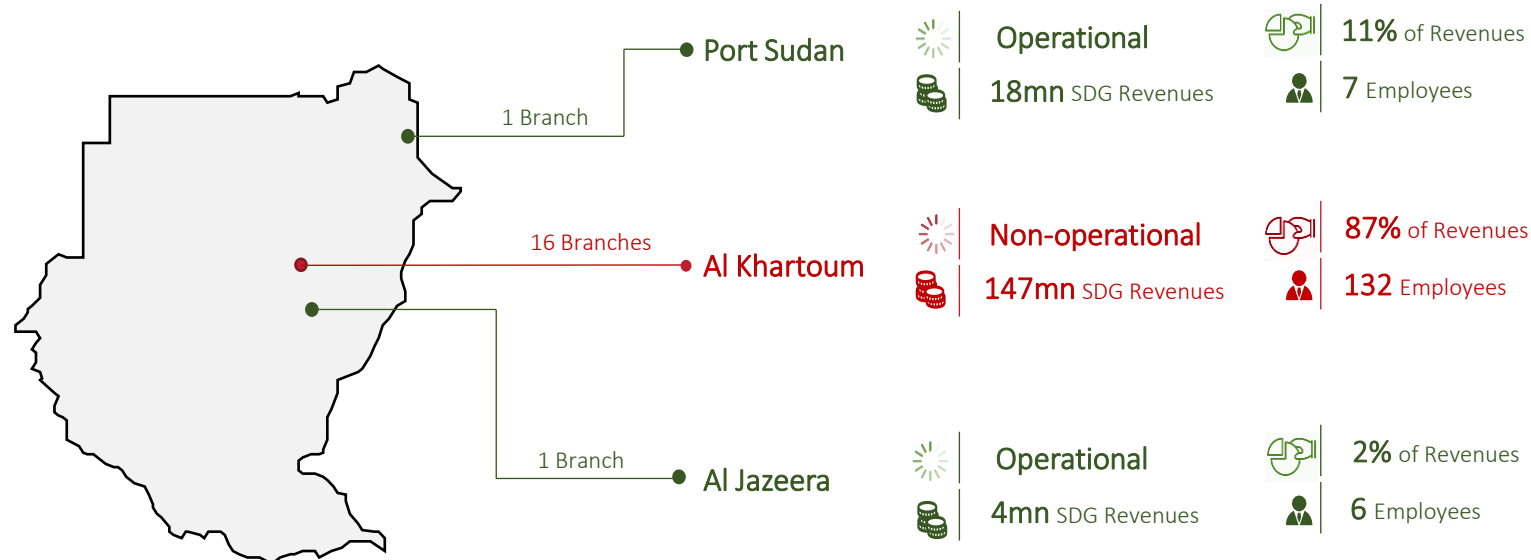 Port Sudan
1 Branch
Operational
11% of Revenues
18mn SDG Revenues
7 Employees
16 Branches
Al Khartoum
Non-operational
87% of Revenues
147mn SDG Revenues
132 Employees
1 Branch
Al Jazeera
Operational
2% of Revenues
4mn SDG Revenues
6 Employees